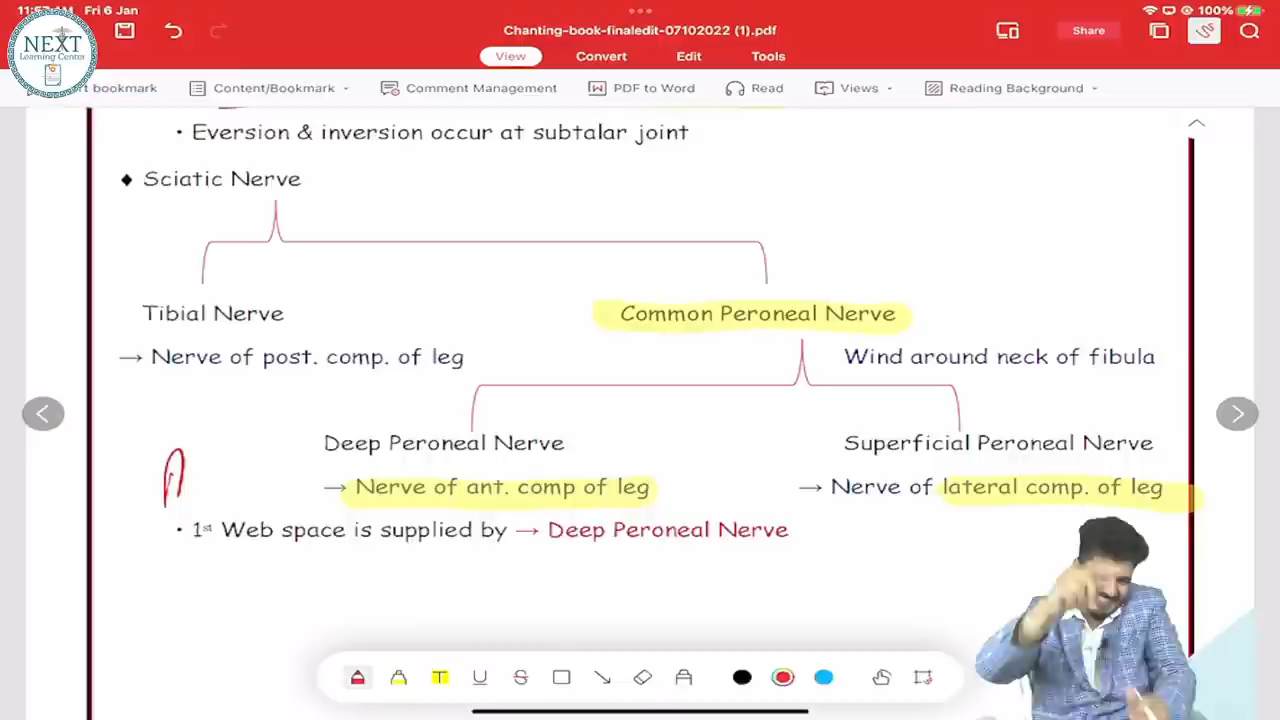 Fri 6 Jan
100%
NEXT
Learning Center
Chanting-book-finaledit-07102022 (1).pdf
Share
View Convert Edit Tools
bookmark Content/Bookmark Comment Management PDF to Word Read Views Reading Background
• Eversion & inversion occur at subtalar joint
◆ Sciatic Nerve
Tibial Nerve Common Peroneal Nerve
→ Nerve of post. comp. of leg Wind around neck of fibula
Deep Peroneal Nerve Superficial Peroneal Nerve
→ Nerve of ant. comp of leg → Nerve of lateral comp. of leg
• 1st Web space is supplied by → Deep Peroneal Nerve